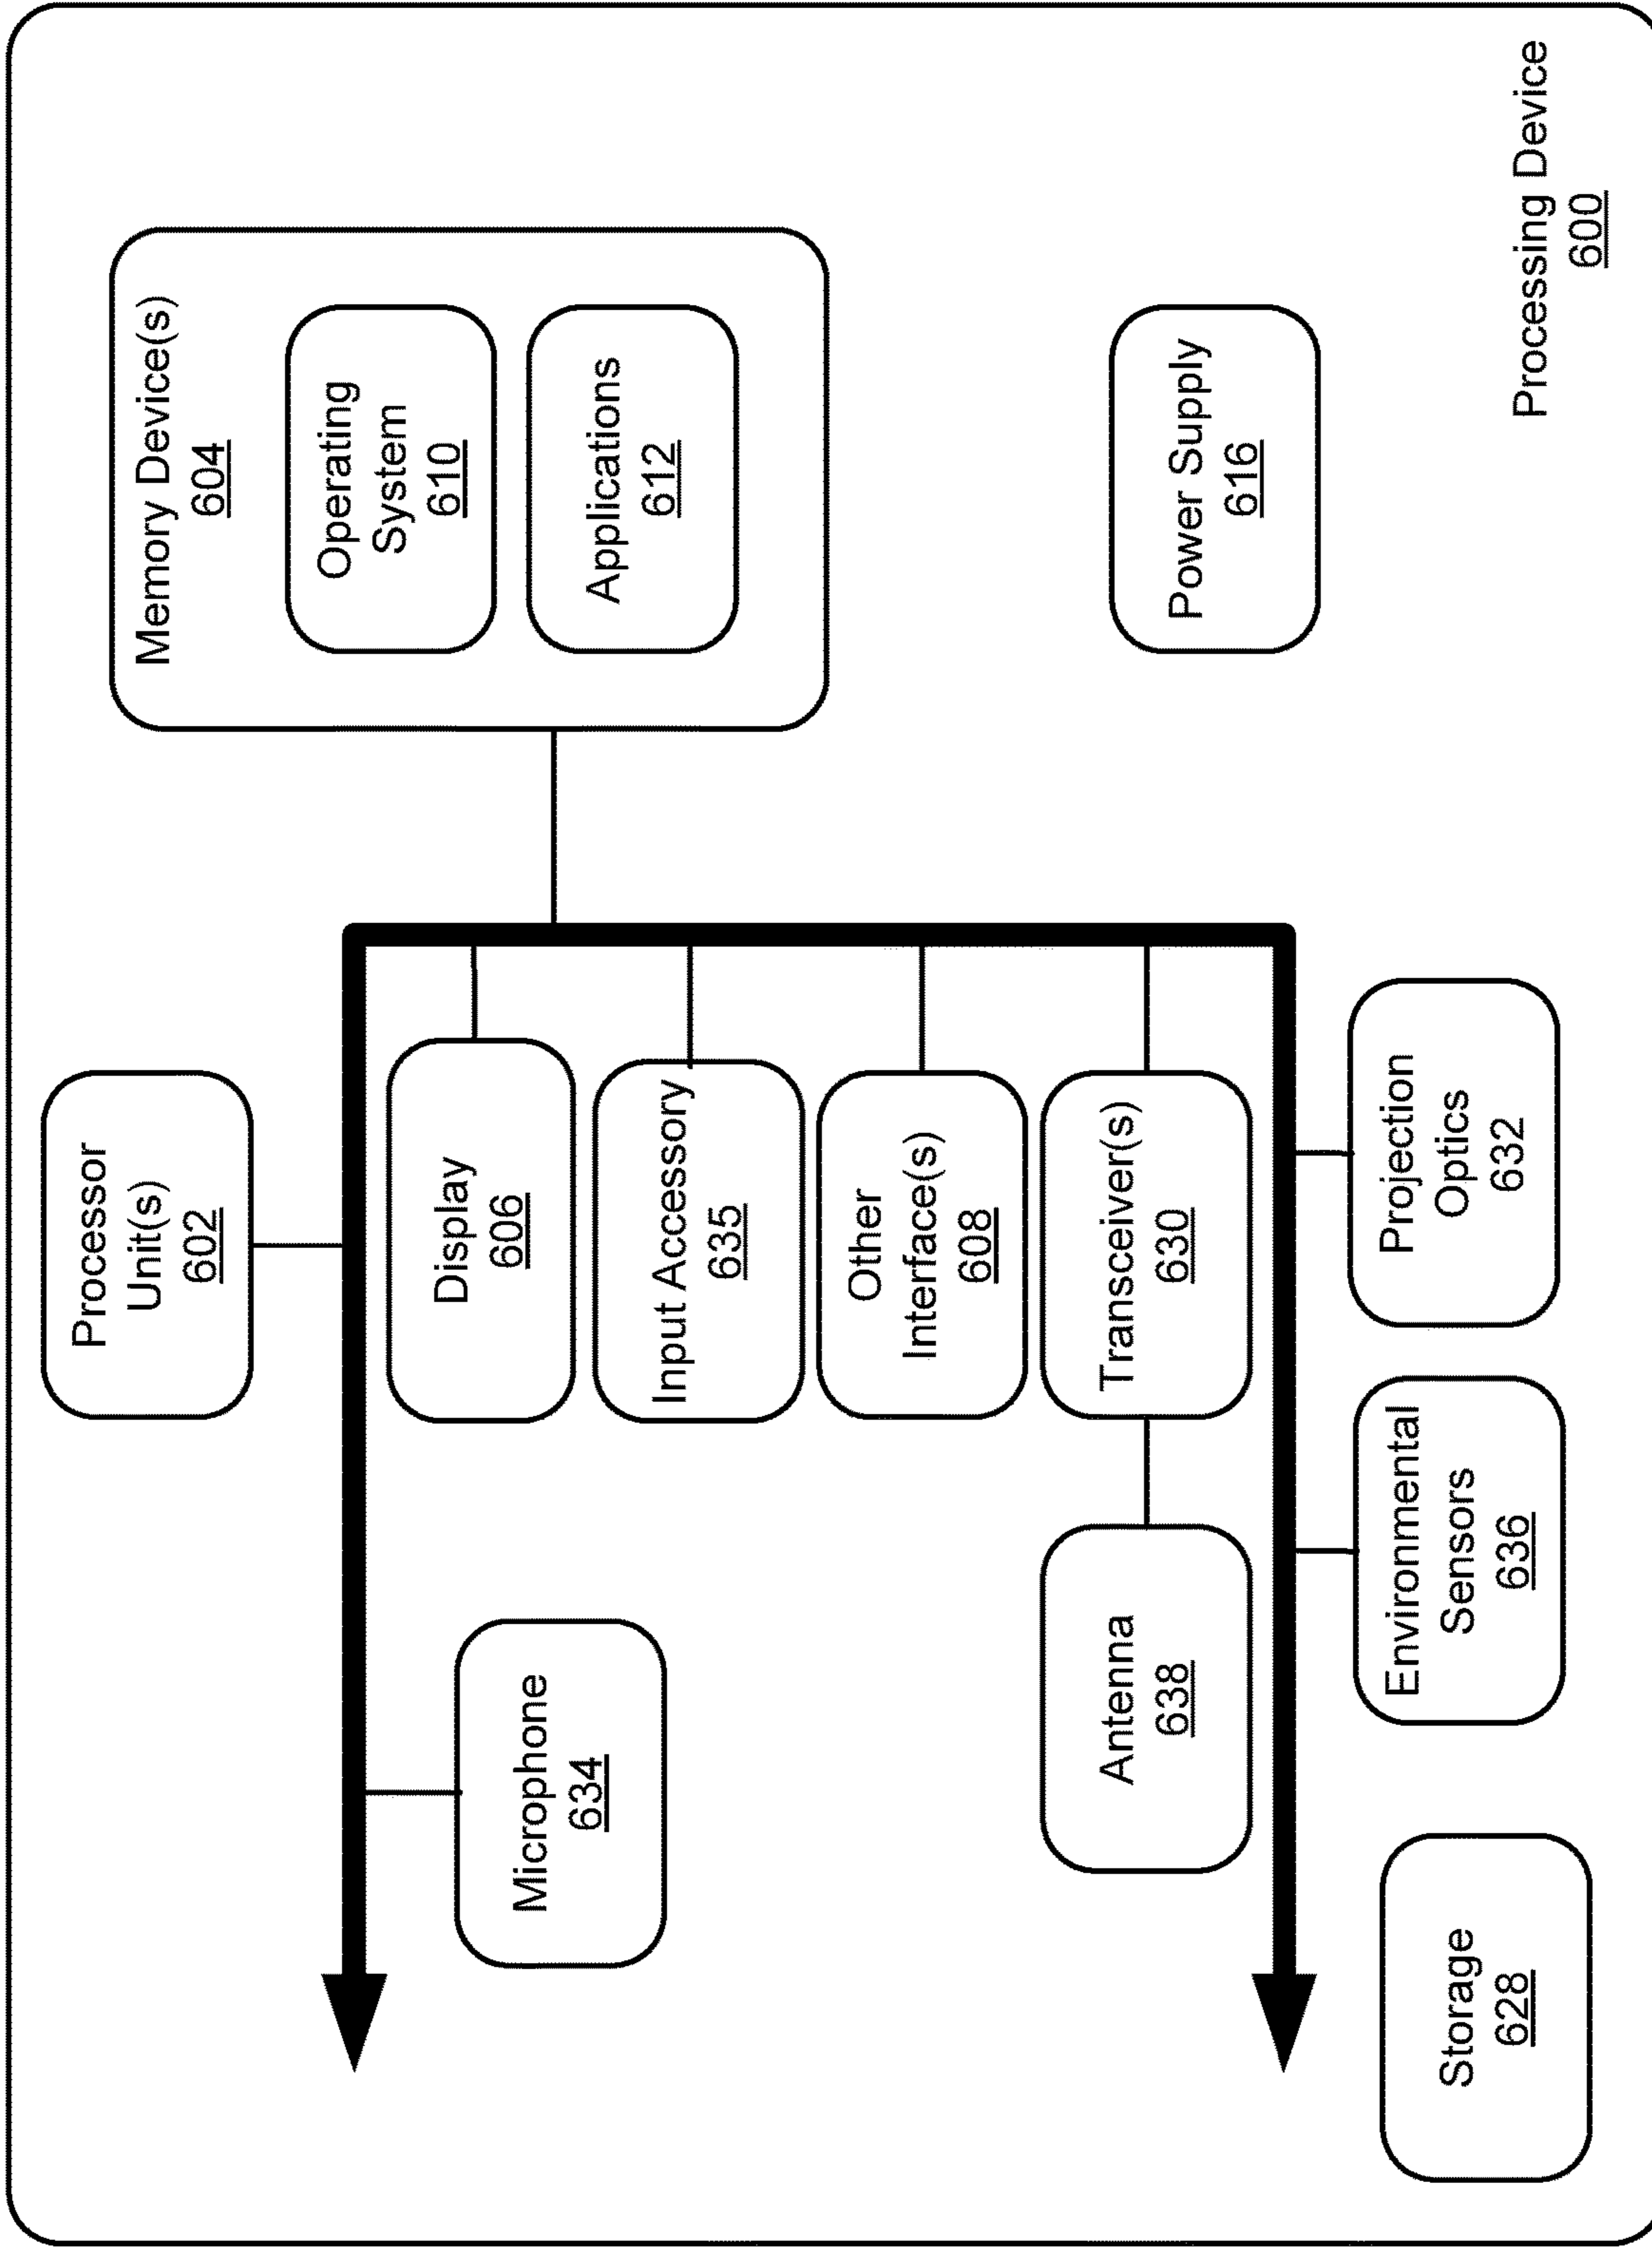 Memory Device(s)
604
Operating
System
610
Applications
612
Power Supply
616
Processing Device
600
Processor
Unit(s)
602
Display
606
Input Accessory
635
Other
Interface(s)
608
Transceiver(s)
630
Projection
Optics
632
Microphone
634
Antenna
638
Environmental
Sensors
636
Storage
628